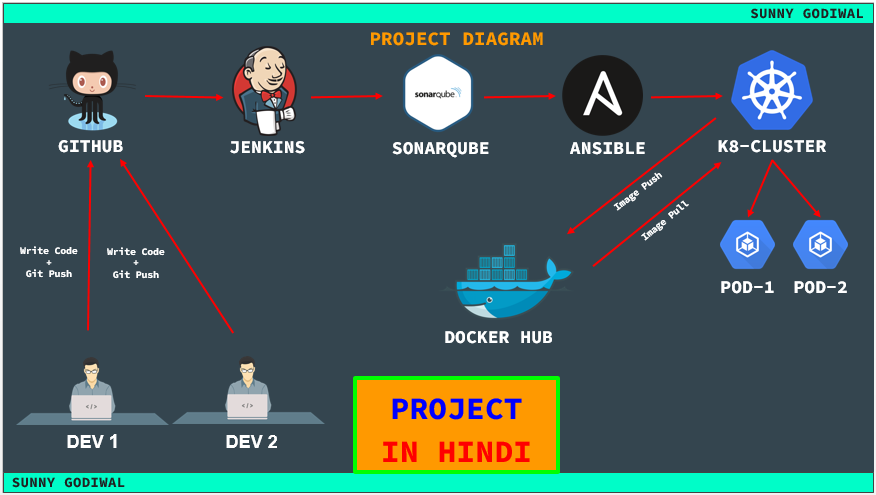 SUNNY GODIWAL
PROJECT DIAGRAM
sonarqube
GITHUB
JENKINS
SONARQUBE
ANSIBLE
K8-CLUSTER
Image Push
Image Pull
Write Code
+
Git Push
Write Code
+
Git Push
POD-1
POD-2
DOCKER HUB
</>
</>
DEV 1
DEV 2
PROJECT
IN HINDI
SUNNY GODIWAL